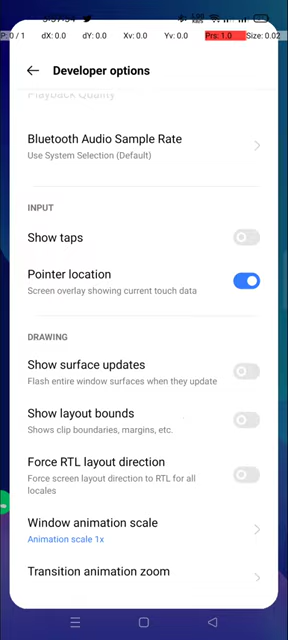 P: 0 / 1 dX: 0.0 dY: 0.0 Xv: 0.0 Yv: 0.0 Prs: 1.0 Size: 0.02
Developer options
Playback Quality
Bluetooth Audio Sample Rate
Use System Selection (Default)
INPUT
Show taps
Pointer location
Screen overlay showing current touch data
DRAWING
Show surface updates
Flash entire window surfaces when they update
Show layout bounds
Shows clip boundaries, margins, etc.
Force RTL layout direction
Force screen layout direction to RTL for all
locales
Window animation scale
Animation scale 1x
Transition animation zoom